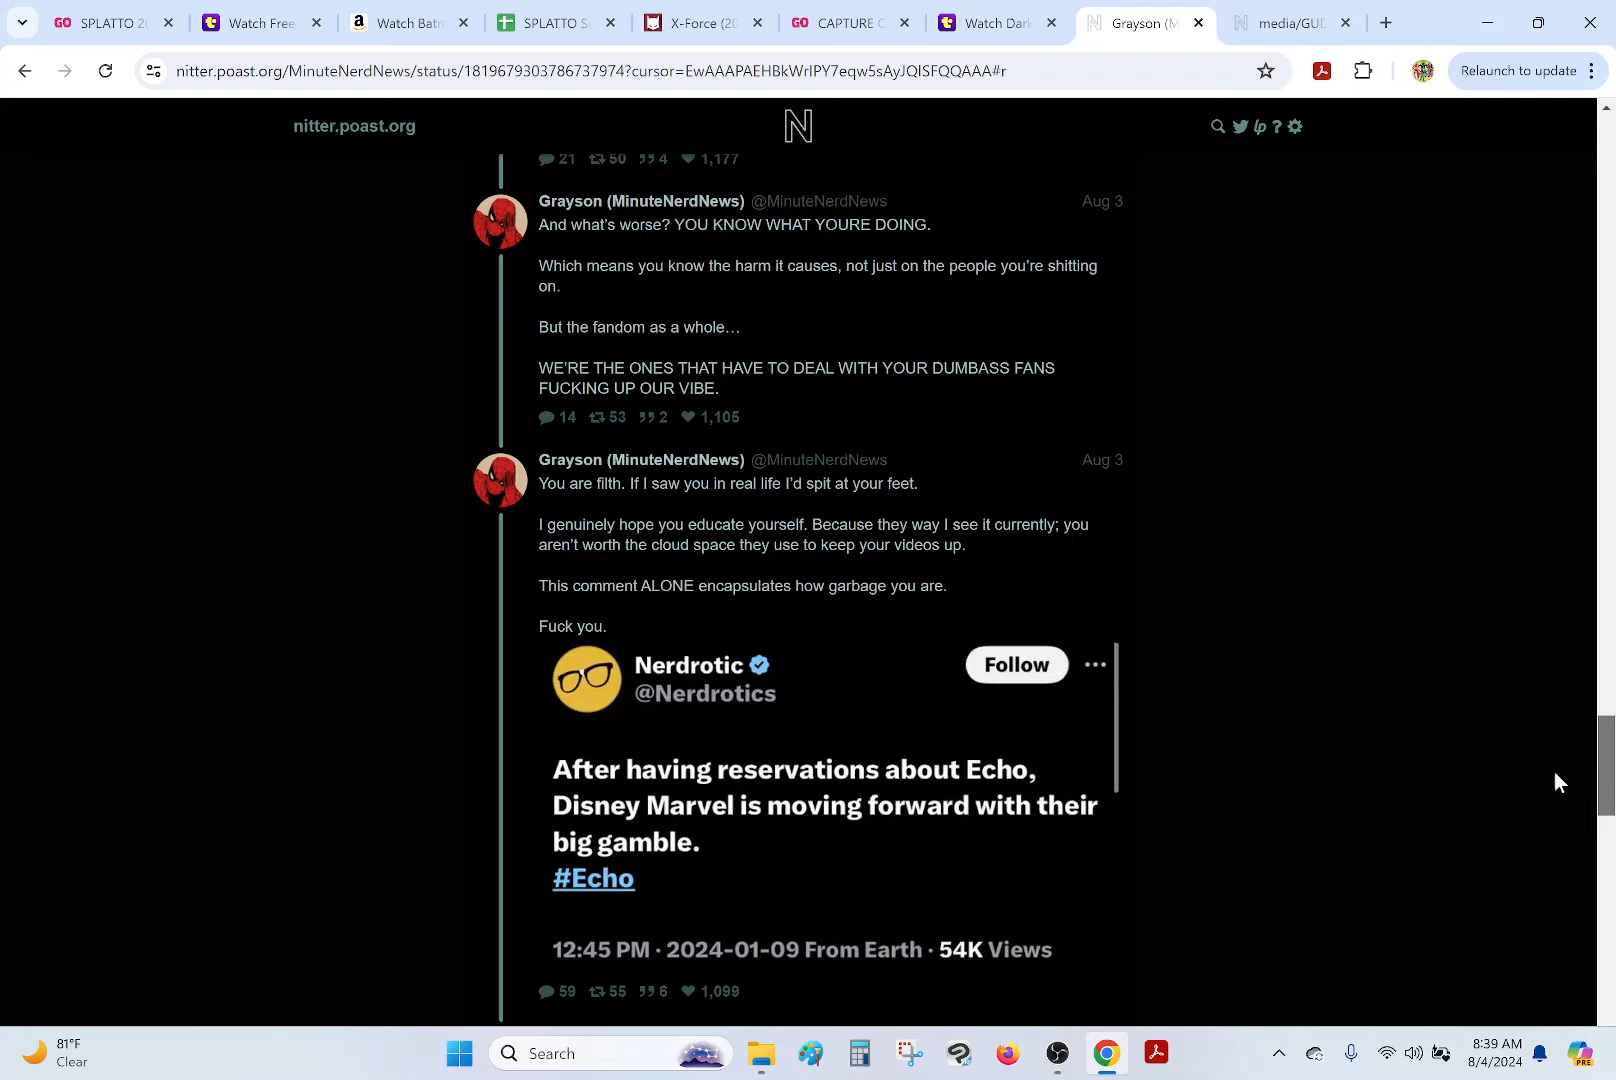 SPLATTO 20
Watch Free
Watch Batm
SPLATTO Se
X-Force (20
CAPTURE C
Watch Dark
Grayson (M
media/GUD
nitter.poast.org/MinuteNerdNews/status/1819679303786737974?cursor=EwAAAPAEHBkWrIPY7eqw5sAyJQISFQQAAA#r
Relaunch to update
nitter.poast.org
N
21 50 4 1,177
Grayson (MinuteNerdNews) @MinuteNerdNews Aug 3
And what's worse? YOU KNOW WHAT YOURE DOING.
Which means you know the harm it causes, not just on the people you're shitting
on.
But the fandom as a whole…
WE'RE THE ONES THAT HAVE TO DEAL WITH YOUR DUMBASS FANS
FUCKING UP OUR VIBE.
14 53 2 1,105
Grayson (MinuteNerdNews) @MinuteNerdNews Aug 3
You are filth. If I saw you in real life I'd spit at your feet.
I genuinely hope you educate yourself. Because they way I see it currently; you
aren't worth the cloud space they use to keep your videos up.
This comment ALONE encapsulates how garbage you are.
Fuck you.
Nerdrotic
@Nerdrotics
Follow
After having reservations about Echo,
Disney Marvel is moving forward with their
big gamble.
#Echo
12:45 PM · 2024-01-09 From Earth · 54K Views
59 55 6 1,099
81°F
Clear
Search
8:39 AM
8/4/2024
PRE